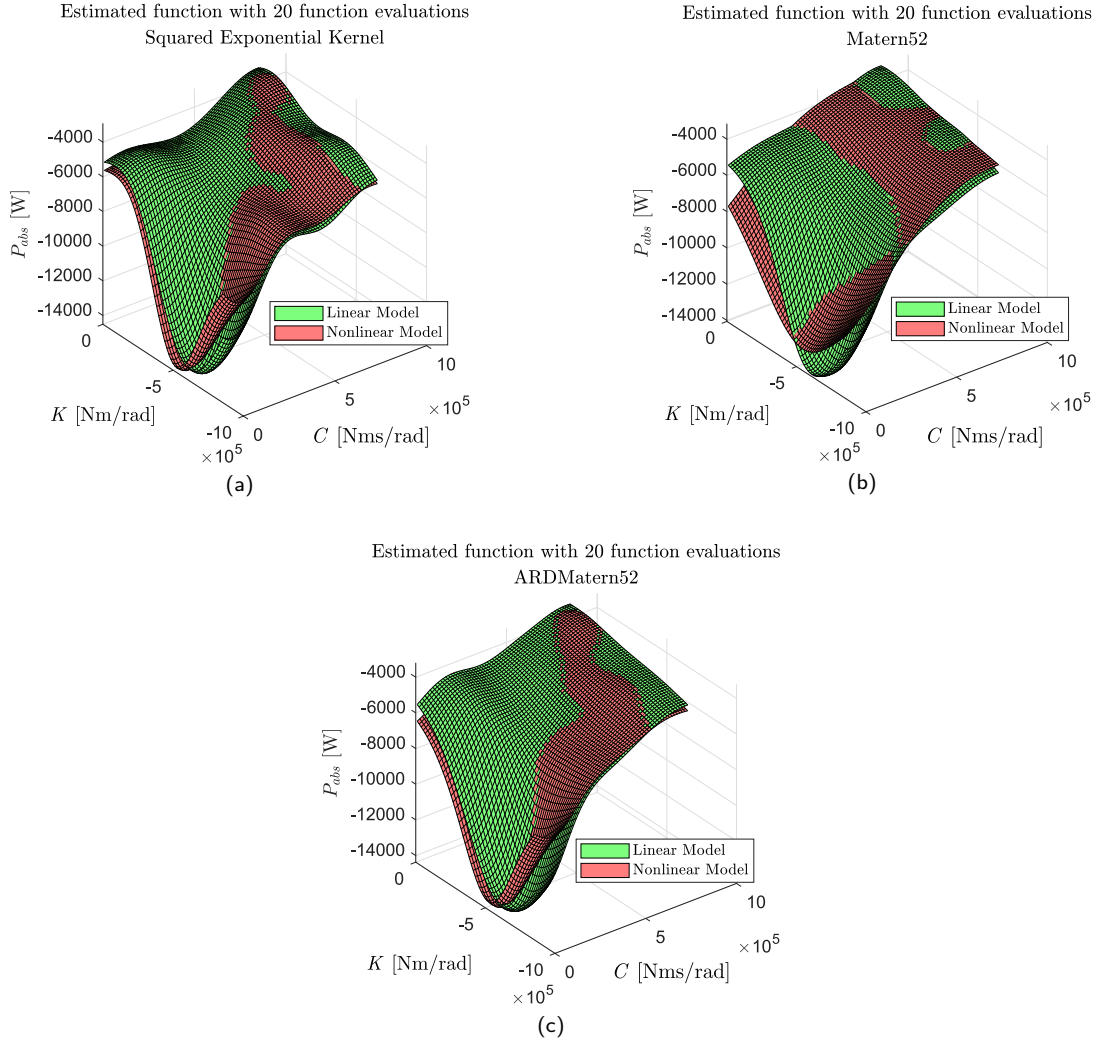 Estimated function with 20 function evaluations
Squared Exponential Kernel
-4000
-6000
-8000
-10000
-12000
-14000
P_abs [W]
0
-5
-10
×10^5
K [Nm/rad]
0
5
10
×10^5
C [Nms/rad]
Linear Model
Nonlinear Model
(a)
Estimated function with 20 function evaluations
Matern52
-4000
-6000
-8000
-10000
-12000
-14000
P_abs [W]
0
-5
-10
×10^5
K [Nm/rad]
0
5
10
×10^5
C [Nms/rad]
Linear Model
Nonlinear Model
(b)
Estimated function with 20 function evaluations
ARDMatern52
-4000
-6000
-8000
-10000
-12000
-14000
P_abs [W]
0
-5
-10
×10^5
K [Nm/rad]
0
5
10
×10^5
C [Nms/rad]
Linear Model
Nonlinear Model
(c)